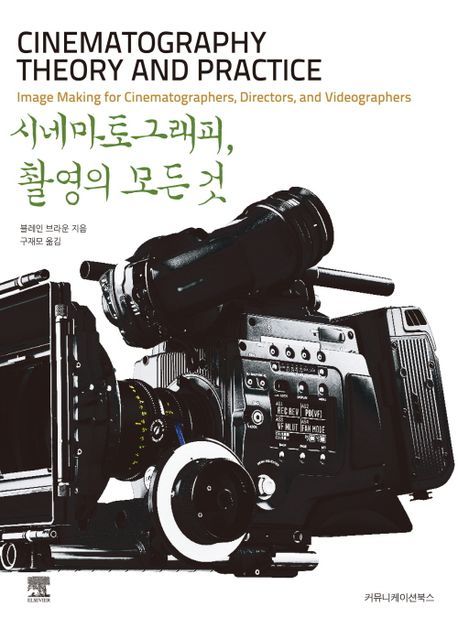 CINEMATOGRAPHY
THEORY AND PRACTICE
Image Making for Cinematographers, Directors, and Videographers
시네마토그래피,
촬영의 모든 것
블레인 브라운 지음
구재모 옮김
REC REV
P(VF)
VF MLUT
FAN MODE
ELSEVIER
커뮤니케이션북스